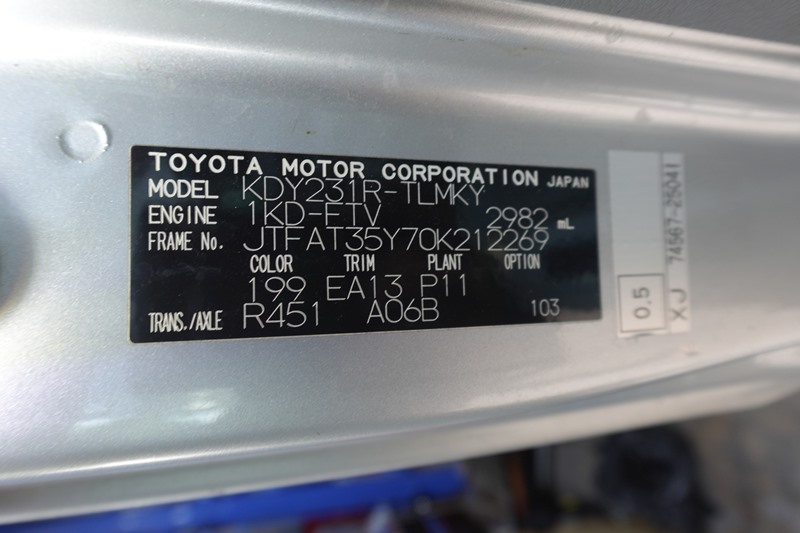 TOYOTA MOTOR CORPORATION JAPAN
MODEL KDY231R-TLMKY
ENGINE 1KD-FTV 2982 mL
FRAME No. JTFAT35Y70K212269
COLOR TRIM PLANT OPTION
199 EA13 P11
TRANS./AXLE R451 A06B 103
74567-25041
0.5 XJ